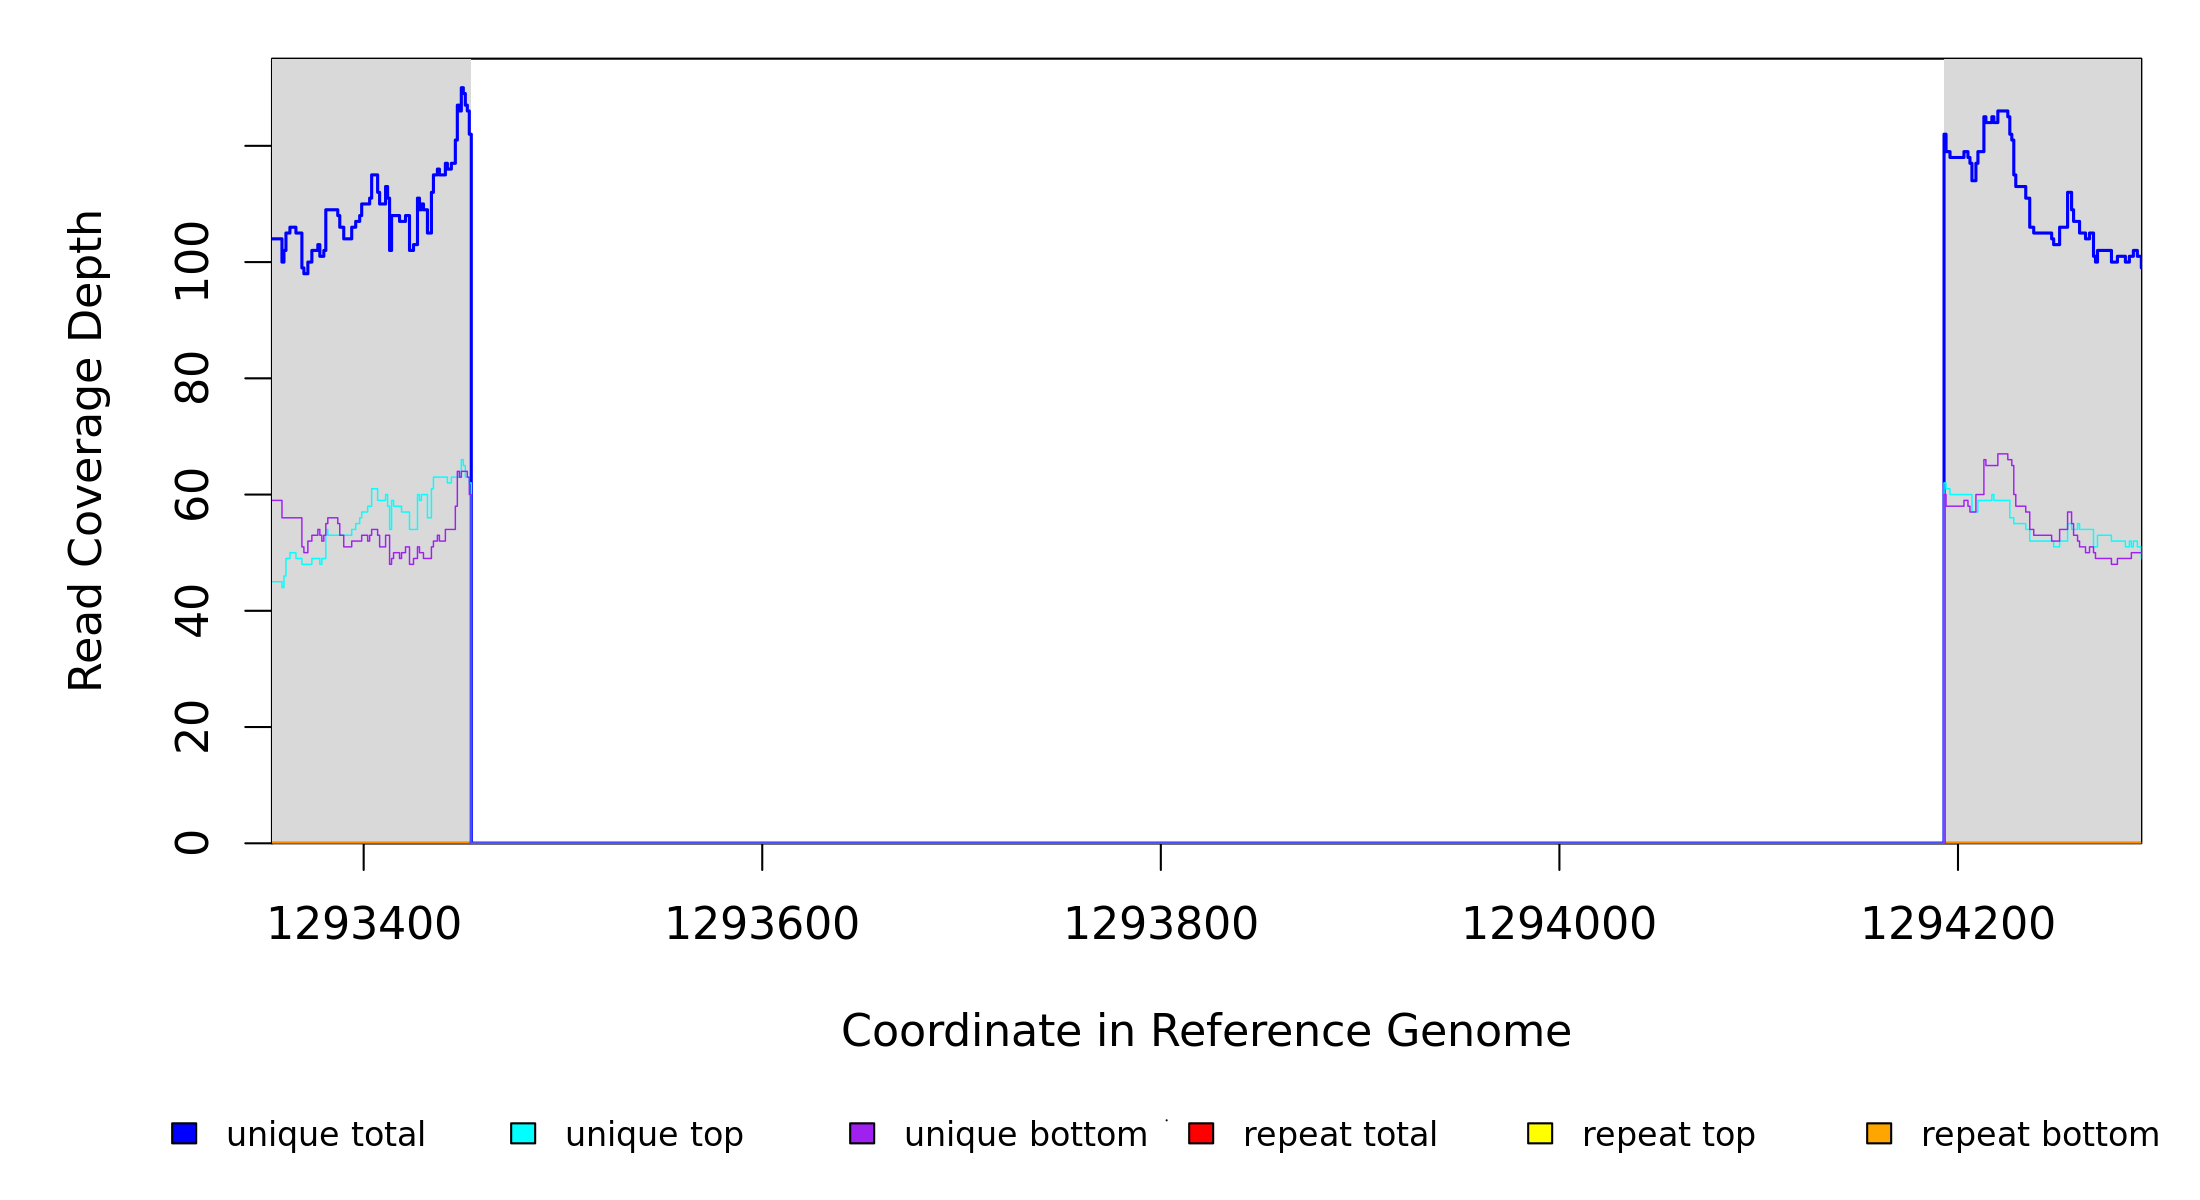 Read Coverage Depth
100
80
60
40
20
0
1293400 1293600 1293800 1294000 1294200
Coordinate in Reference Genome
unique total unique top unique bottom repeat total repeat top repeat bottom